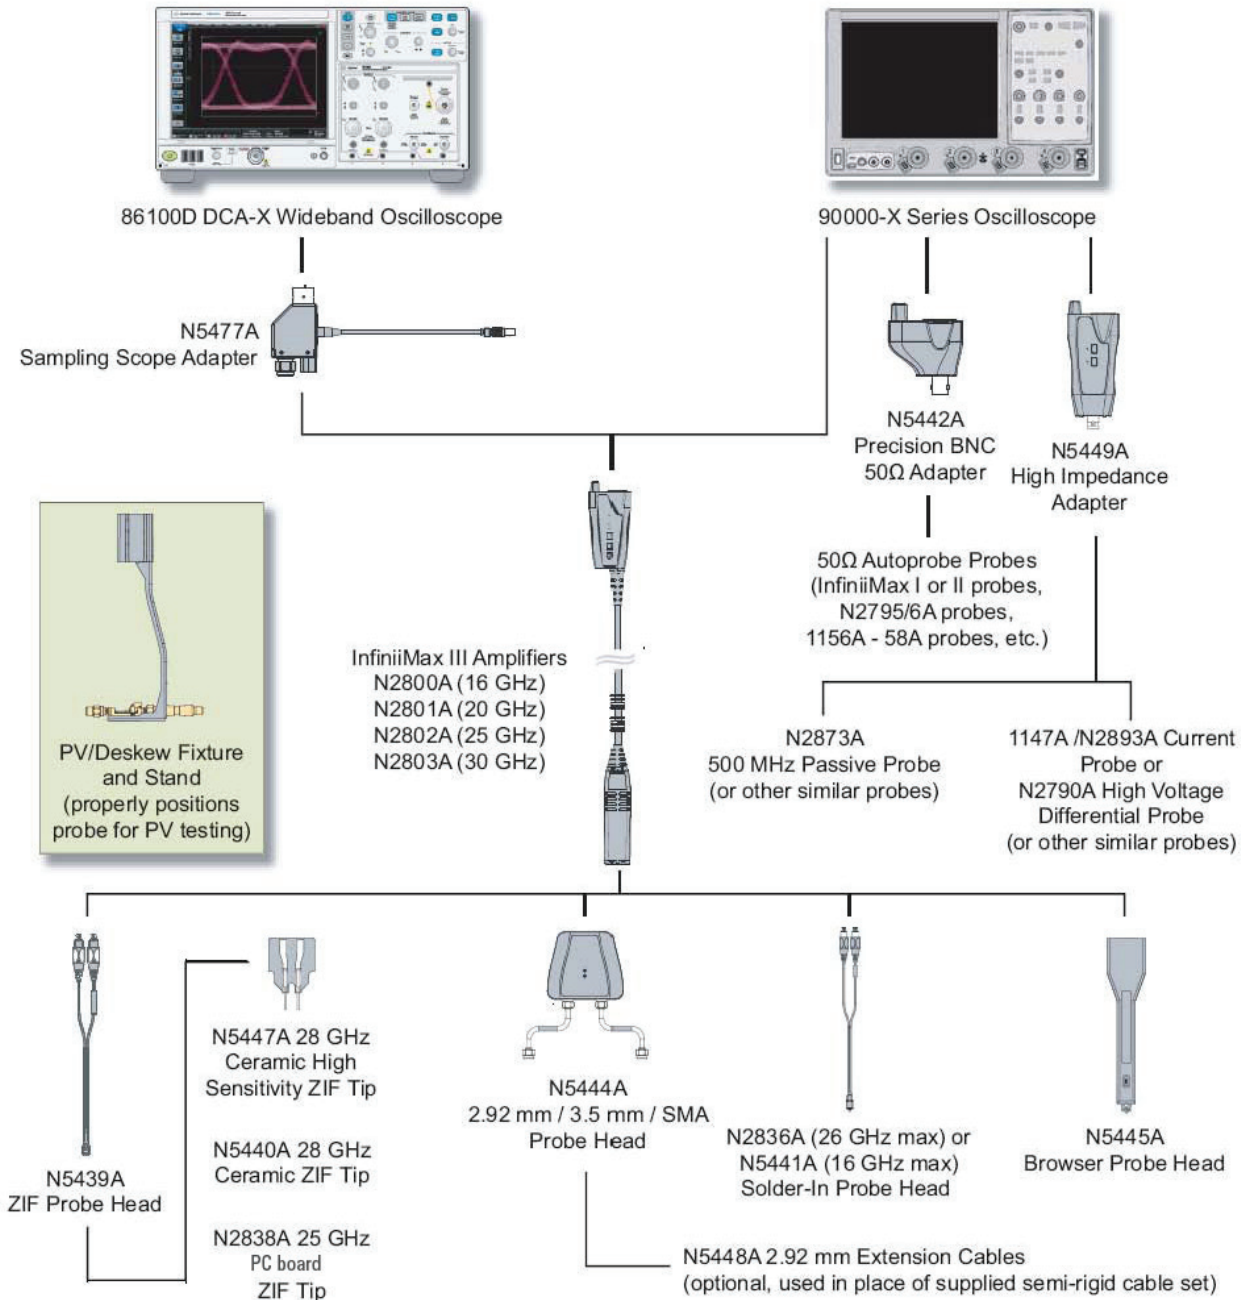 86100D DCA-X Wideband Oscilloscope
90000-X Series Oscilloscope
N5477A
Sampling Scope Adapter
N5442A
Precision BNC
50Ω Adapter
N5449A
High Impedance
Adapter
50Ω Autoprobe Probes
(InfiniiMax I or II probes,
N2795/6A probes,
1156A - 58A probes, etc.)
InfiniiMax III Amplifiers
N2800A (16 GHz)
N2801A (20 GHz)
N2802A (25 GHz)
N2803A (30 GHz)
PV/Deskew Fixture
and Stand
(properly positions
probe for PV testing)
N2873A
500 MHz Passive Probe
(or other similar probes)
1147A /N2893A Current
Probe or
N2790A High Voltage
Differential Probe
(or other similar probes)
N5439A
ZIF Probe Head
N5447A 28 GHz
Ceramic High
Sensitivity ZIF Tip
N5440A 28 GHz
Ceramic ZIF Tip
N2838A 25 GHz
PC board
ZIF Tip
N5444A
2.92 mm / 3.5 mm / SMA
Probe Head
N2836A (26 GHz max) or
N5441A (16 GHz max)
Solder-In Probe Head
N5445A
Browser Probe Head
N5448A 2.92 mm Extension Cables
(optional, used in place of supplied semi-rigid cable set)